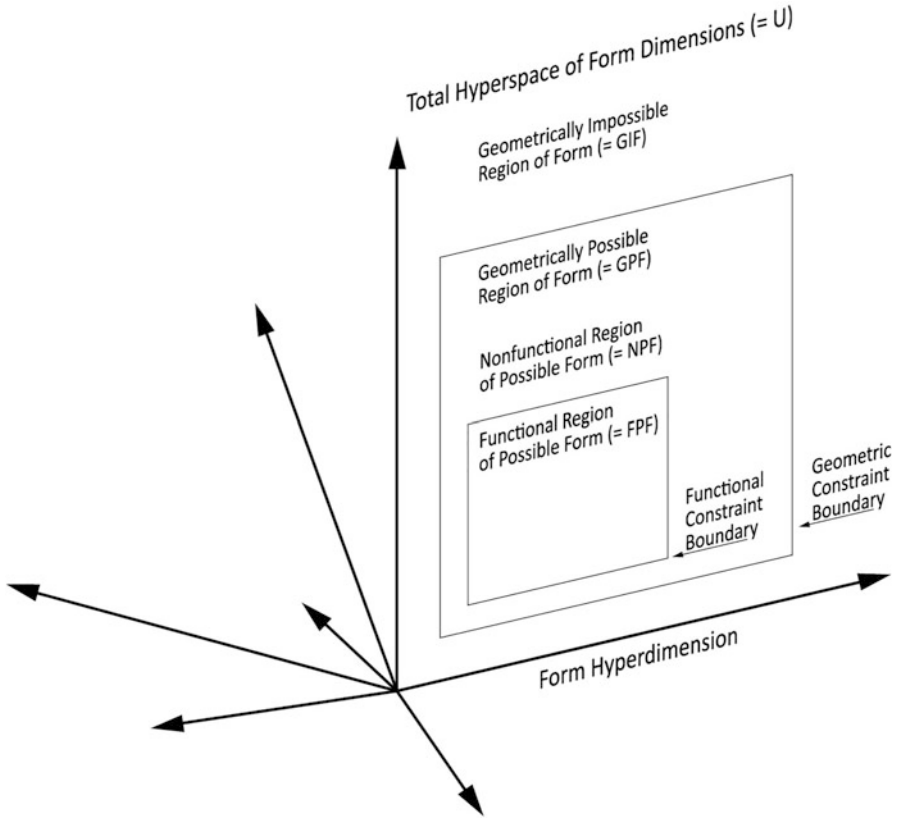 Total Hyperspace of Form Dimensions (= U)
Geometrically Impossible
Region of Form (= GIF)
Geometrically Possible
Region of Form (= GPF)
Nonfunctional Region
of Possible Form (= NPF)
Functional Region
of Possible Form (= FPF)
Functional
Constraint
Boundary
Geometric
Constraint
Boundary
Form Hyperdimension